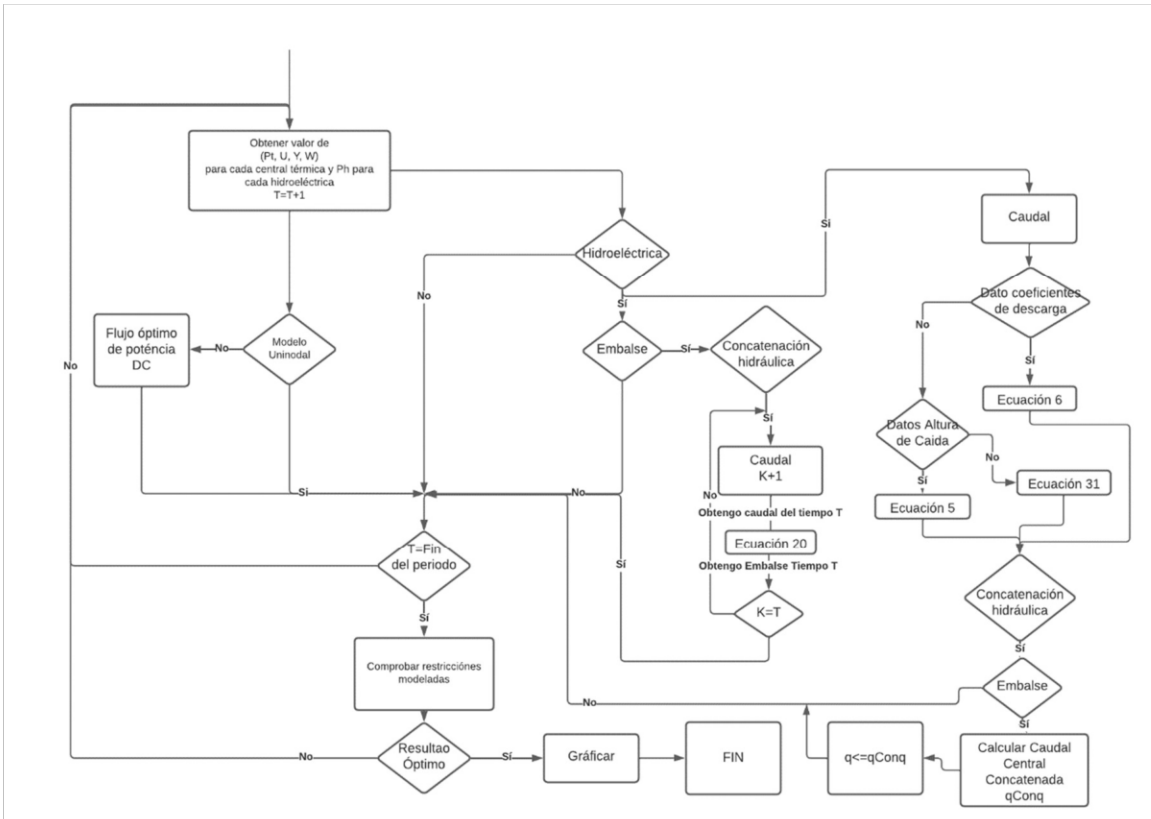 Obtener valor de
(Pt, U, Y, W)
para cada central térmica y Ph para
cada hidroeléctrica
T=T+1
Sí
Caudal
Hidroeléctrica
No
Sí
Dato coeficientes
de descarga
No
Sí
Flujo óptimo
de poténcia
DC
No
Modelo
Uninodal
Embalse
Sí
Concatenación
hidráulica
No
Ecuación 6
Sí
Datos Altura
de Caida
No
Sí
Caudal
K+1
Ecuación 31
Ecuación 5
Si
No
No
Obtengo caudal del tiempo T
Ecuación 20
Obtengo Embalse Tiempo T
T=Fin
del periodo
Sí
K=T
Concatenación
hidráulica
Sí
Sí
Comprobar restricciónes
modeladas
Embalse
No
Sí
Resultao
Óptimo
No
Sí
Gráficar
FIN
q<=qConq
Calcular Caudal
Central
Concatenada
qConq